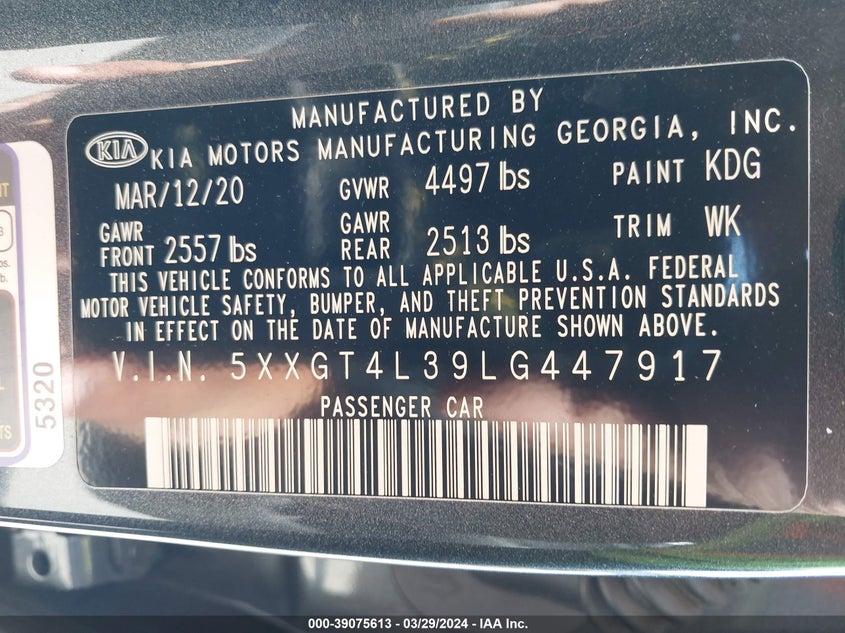 MANUFACTURED BY
KIA KIA MOTORS MANUFACTURING GEORGIA, INC.
MAR/12/20 GVWR 4497 lbs PAINT KDG
GAWR FRONT 2557 lbs GAWR REAR 2513 lbs TRIM WK
THIS VEHICLE CONFORMS TO ALL APPLICABLE U.S.A. FEDERAL
MOTOR VEHICLE SAFETY, BUMPER, AND THEFT PREVENTION STANDARDS
IN EFFECT ON THE DATE OF MANUFACTURE SHOWN ABOVE.
V.I.N. 5XXGT4L39LG447917
PASSENGER CAR
5320
000-39075613 - 03/29/2024 - IAA Inc.